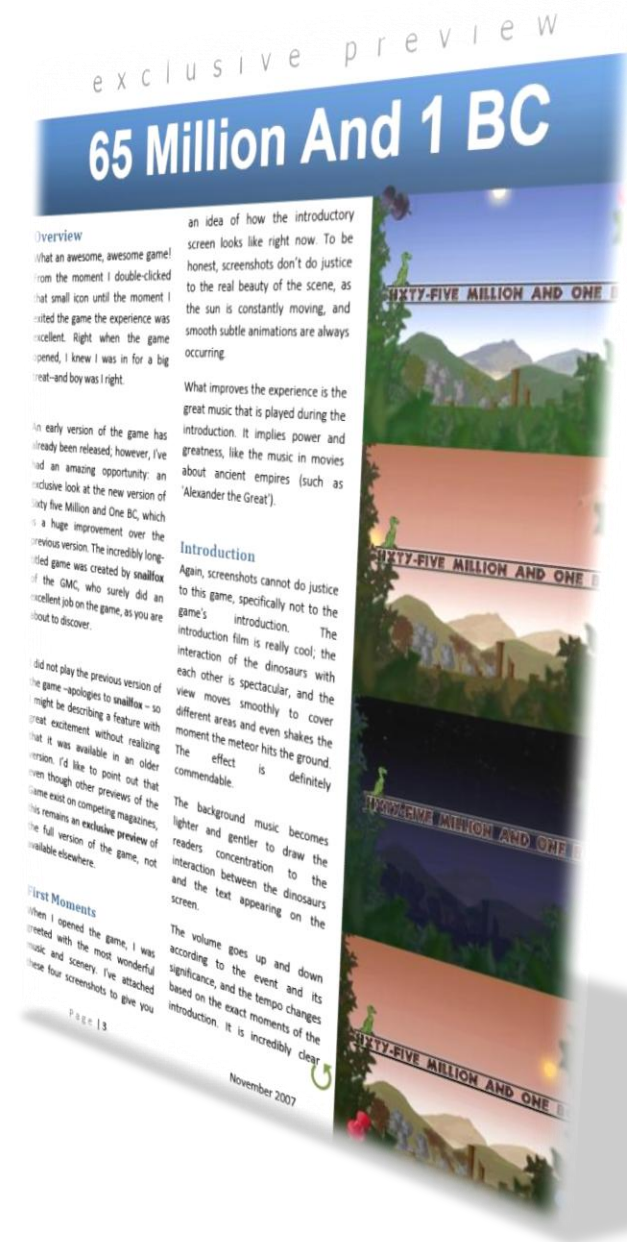 exclusive preview
65 Million And 1 BC
Overview
What an awesome, awesome game!
From the moment I double-clicked
that small icon until the moment I
exited the game the experience was
excellent. Right when the game
opened, I knew I was in for a big
treat–and boy was I right.
An early version of the game has
already been released; however, I've
had an amazing opportunity: an
exclusive look at the new version of
Sixty five Million and One BC, which
is a huge improvement over the
previous version. The incredibly long-
titled game was created by snailfox
of the GMC, who surely did an
excellent job on the game, as you are
about to discover.
I did not play the previous version of
the game –apologies to snailfox – so
I might be describing a feature with
great excitement without realizing
that it was available in an older
version. I'd like to point out that
even though other previews of the
Game exist on competing magazines,
this remains an exclusive preview of
the full version of the game, not
available elsewhere.
First Moments
When I opened the game, I was
greeted with the most wonderful
music and scenery. I've attached
these four screenshots to give you
an idea of how the introductory
screen looks like right now. To be
honest, screenshots don't do justice
to the real beauty of the scene, as
the sun is constantly moving, and
smooth subtle animations are always
occurring.
What improves the experience is the
great music that is played during the
introduction. It implies power and
greatness, like the music in movies
about ancient empires (such as
'Alexander the Great').
Introduction
Again, screenshots cannot do justice
to this game, specifically not to the
game's introduction. The
introduction film is really cool; the
interaction of the dinosaurs with
each other is spectacular, and the
view moves smoothly to cover
different areas and even shakes the
moment the meteor hits the ground.
The effect is definitely
commendable.
The background music becomes
lighter and gentler to draw the
readers concentration to the
interaction between the dinosaurs
and the text appearing on the
screen.
The volume goes up and down
according to the event and its
significance, and the tempo changes
based on the exact moments of the
introduction. It is incredibly clear
SIXTY-FIVE MILLION AND ONE B
SIXTY-FIVE MILLION AND ONE B
SIXTY-FIVE MILLION AND ONE B
SIXTY-FIVE MILLION AND ONE B
Page | 3
November 2007